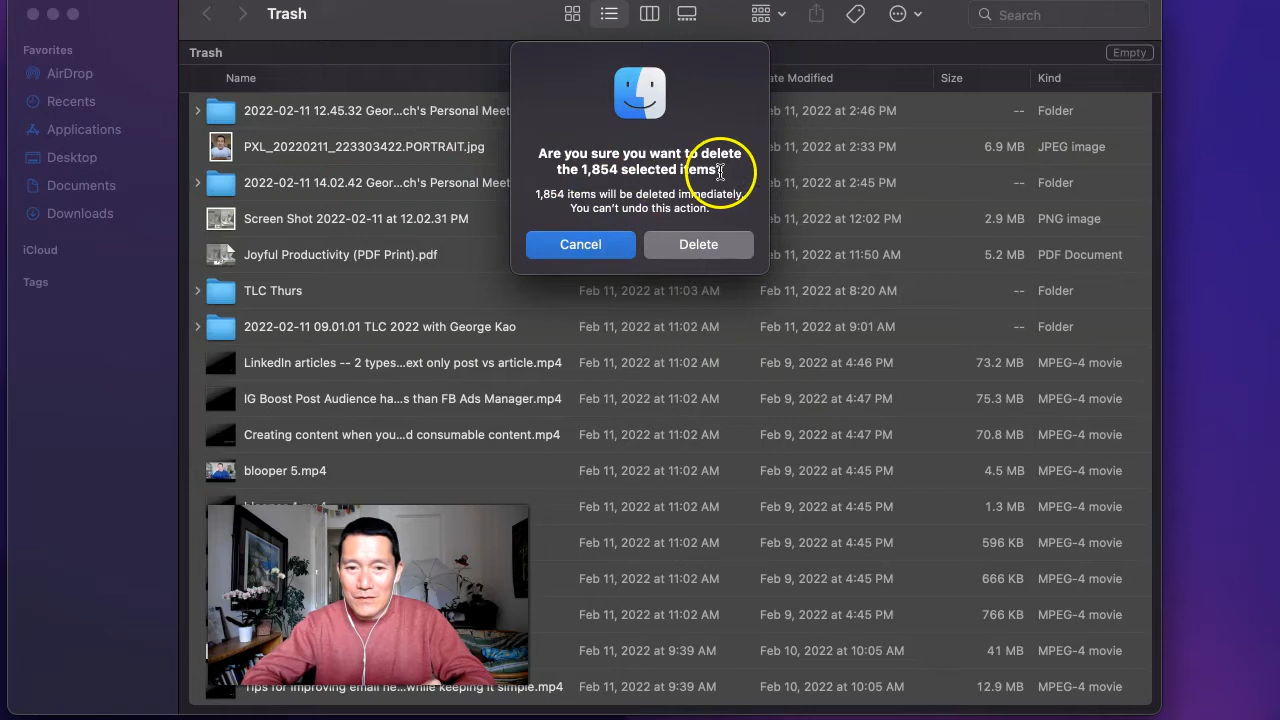 Trash
Search
Favorites
AirDrop
Recents
Applications
Desktop
Documents
Downloads
iCloud
Tags
Trash
Empty
Name
ate Modified
Size
Kind
Are you sure you want to delete
the 1,854 selected items?
1,854 items will be deleted immediately.
You can't undo this action.
Cancel
Delete
2022-02-11 12.45.32 Geor...ch's Personal Meet
Feb 11, 2022 at 2:46 PM
--
Folder
PXL_20220211_223303422.PORTRAIT.jpg
Feb 11, 2022 at 2:33 PM
6.9 MB
JPEG image
2022-02-11 14.02.42 Geor...ch's Personal Meet
Feb 11, 2022 at 2:45 PM
--
Folder
Screen Shot 2022-02-11 at 12.02.31 PM
11, 2022 at 12:02 PM
2.9 MB
PNG image
Joyful Productivity (PDF Print).pdf
11, 2022 at 11:50 AM
5.2 MB
PDF Document
TLC Thurs
Feb 11, 2022 at 11:03 AM
Feb 11, 2022 at 8:20 AM
--
Folder
2022-02-11 09.01.01 TLC 2022 with George Kao
Feb 11, 2022 at 11:02 AM
Feb 11, 2022 at 9:01 AM
--
Folder
LinkedIn articles -- 2 types...ext only post vs article.mp4
Feb 11, 2022 at 11:02 AM
Feb 9, 2022 at 4:46 PM
73.2 MB
MPEG-4 movie
IG Boost Post Audience ha...s than FB Ads Manager.mp4
Feb 11, 2022 at 11:02 AM
Feb 9, 2022 at 4:47 PM
75.3 MB
MPEG-4 movie
Creating content when you...d consumable content.mp4
Feb 11, 2022 at 11:02 AM
Feb 9, 2022 at 4:47 PM
70.8 MB
MPEG-4 movie
blooper 5.mp4
Feb 11, 2022 at 11:02 AM
Feb 9, 2022 at 4:45 PM
4.5 MB
MPEG-4 movie
Feb 11, 2022 at 11:02 AM
Feb 9, 2022 at 4:45 PM
1.3 MB
MPEG-4 movie
Feb 11, 2022 at 11:02 AM
Feb 9, 2022 at 4:45 PM
596 KB
MPEG-4 movie
Feb 11, 2022 at 11:02 AM
Feb 9, 2022 at 4:45 PM
666 KB
MPEG-4 movie
Feb 11, 2022 at 11:02 AM
Feb 9, 2022 at 4:45 PM
766 KB
MPEG-4 movie
Feb 11, 2022 at 9:39 AM
Feb 10, 2022 at 10:05 AM
41 MB
MPEG-4 movie
Tips for improving email ne...while keeping it simple.mp4
Feb 11, 2022 at 9:39 AM
Feb 10, 2022 at 10:05 AM
12.9 MB
MPEG-4 movie